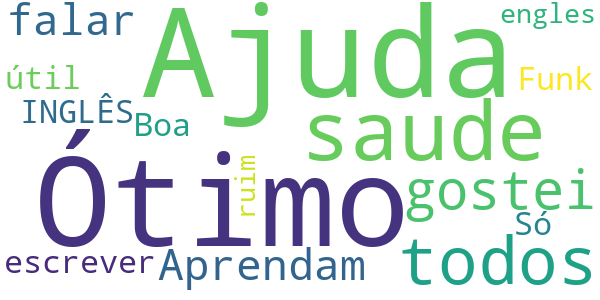 falar
Ajuda
engles
útil
Funk
INGLÊS
Boa
saude
Ótimo
ruim
gostei
Só
escrever
Aprendam
todos